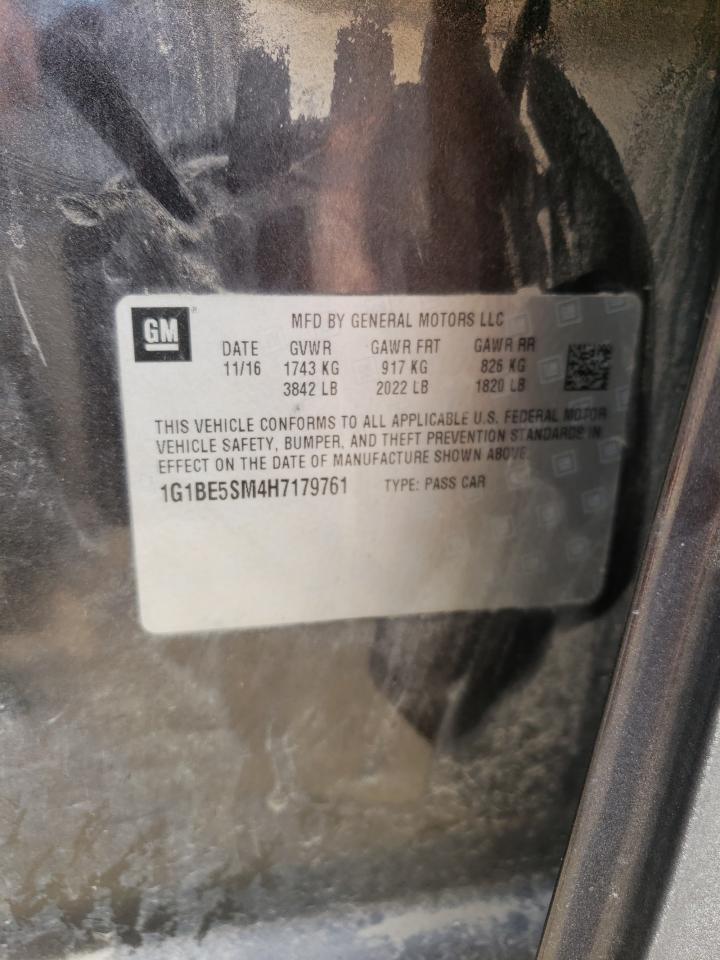 GM
MFD BY GENERAL MOTORS LLC
DATE GVWR GAWR FRT GAWR RR
11/16 1743 KG 917 KG 826 KG
3842 LB 2022 LB 1820 LB
THIS VEHICLE CONFORMS TO ALL APPLICABLE U.S. FEDERAL MOTOR
VEHICLE SAFETY, BUMPER, AND THEFT PREVENTION STANDARDS IN
EFFECT ON THE DATE OF MANUFACTURE SHOWN ABOVE.
1G1BE5SM4H7179761 TYPE: PASS CAR